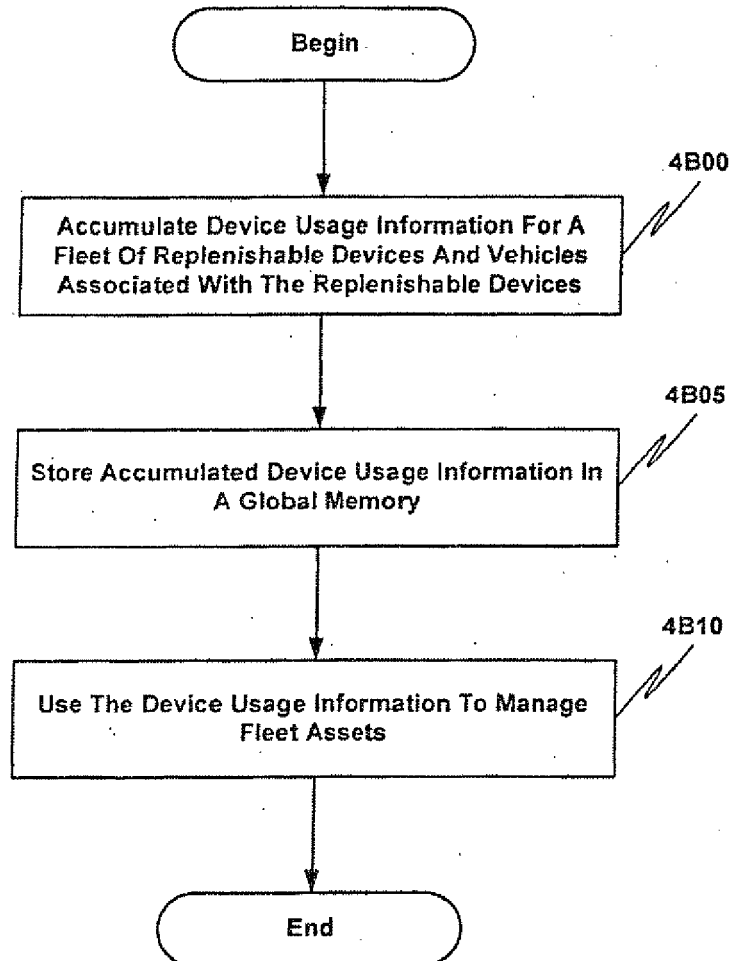 Begin
4B00
Accumulate Device Usage Information For A
Fleet Of Replenishable Devices And Vehicles
Associated With The Replenishable Devices
4B05
Store Accumulated Device Usage Information In
A Global Memory
4B10
Use The Device Usage Information To Manage
Fleet Assets
End